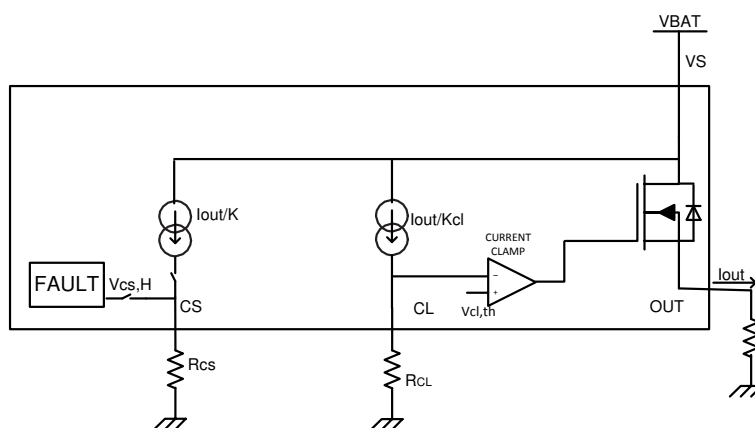 VBAT
VS
Iout/K
Iout/Kcl
CURRENT
CLAMP
FAULT
Vcs,H
CS
CL
−
+
Vcl,th
OUT
Iout
Rcs
RCL